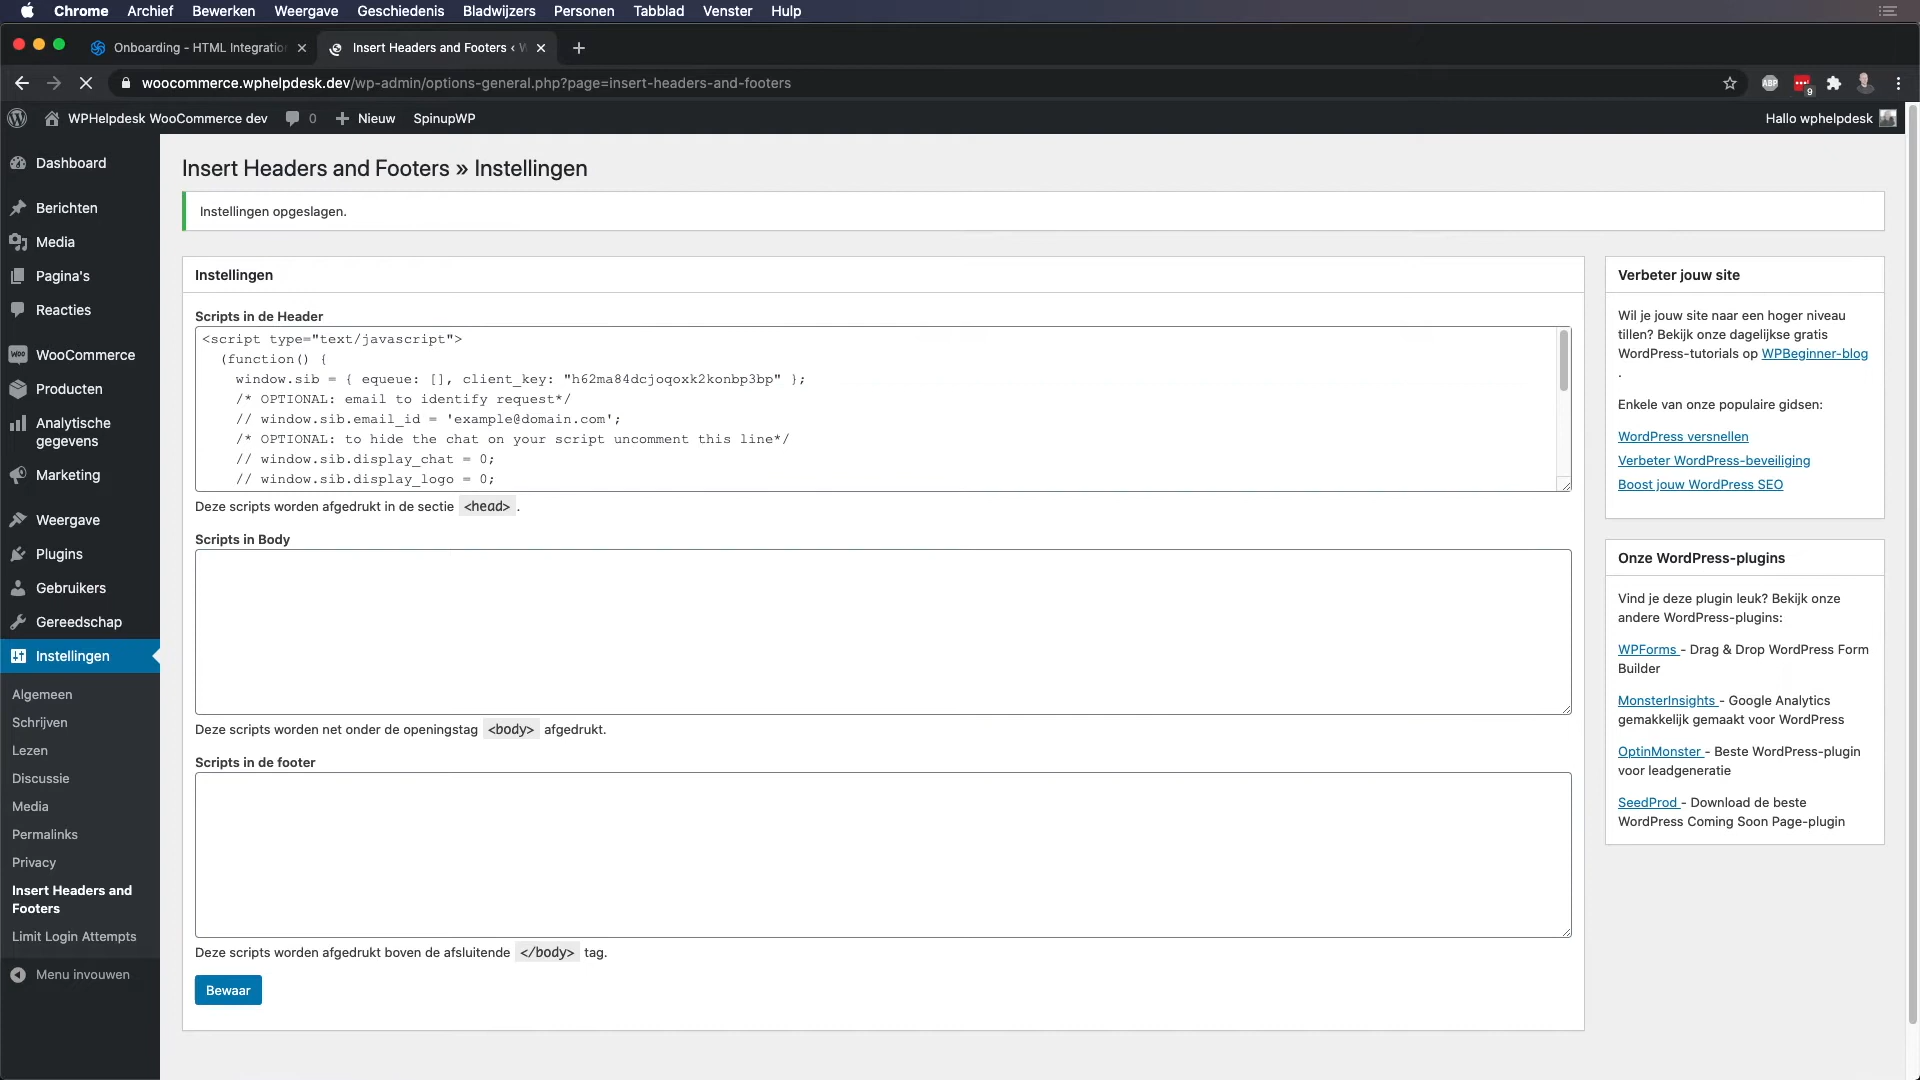 Chrome Archief Bewerken Weergave Geschiedenis Bladwijzers Personen Tabblad Venster Hulp
Onboarding - HTML Integratio
Insert Headers and Footers ‹ W
woocommerce.wphelpdesk.dev/wp-admin/options-general.php?page=insert-headers-and-footers
ABP
9
WPHelpdesk WooCommerce dev 0 Nieuw SpinupWP
Hallo wphelpdesk
Dashboard
Berichten
Media
Pagina's
Reacties
WooCommerce
Producten
Analytische
gegevens
Marketing
Weergave
Plugins
Gebruikers
Gereedschap
Instellingen
Algemeen
Schrijven
Lezen
Discussie
Media
Permalinks
Privacy
Insert Headers and
Footers
Limit Login Attempts
Menu invouwen
Insert Headers and Footers » Instellingen
Instellingen opgeslagen.
Instellingen
Scripts in de Header
<script type="text/javascript">
(function() {
window.sib = { equeue: [], client_key: "h62ma84dcjoqoxk2konbp3bp" };
/* OPTIONAL: email to identify request*/
// window.sib.email_id = 'example@domain.com';
/* OPTIONAL: to hide the chat on your script uncomment this line*/
// window.sib.display_chat = 0;
// window.sib.display_logo = 0;
Deze scripts worden afgedrukt in de sectie <head> .
Scripts in Body
Deze scripts worden net onder de openingstag <body> afgedrukt.
Scripts in de footer
Deze scripts worden afgedrukt boven de afsluitende </body> tag.
Bewaar
Verbeter jouw site
Wil je jouw site naar een hoger niveau
tillen? Bekijk onze dagelijkse gratis
WordPress-tutorials op WPBeginner-blog
.
Enkele van onze populaire gidsen:
WordPress versnellen
Verbeter WordPress-beveiliging
Boost jouw WordPress SEO
Onze WordPress-plugins
Vind je deze plugin leuk? Bekijk onze
andere WordPress-plugins:
WPForms - Drag & Drop WordPress Form
Builder
MonsterInsights - Google Analytics
gemakkelijk gemaakt voor WordPress
OptinMonster - Beste WordPress-plugin
voor leadgeneratie
SeedProd - Download de beste
WordPress Coming Soon Page-plugin